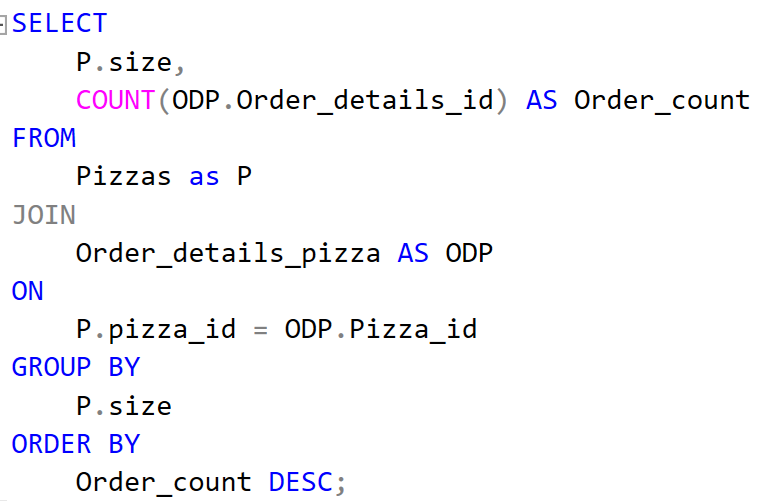 SELECT
P.size,
COUNT(ODP.Order_details_id) AS Order_count
FROM
Pizzas as P
JOIN
Order_details_pizza AS ODP
ON
P.pizza_id = ODP.Pizza_id
GROUP BY
P.size
ORDER BY
Order_count DESC;